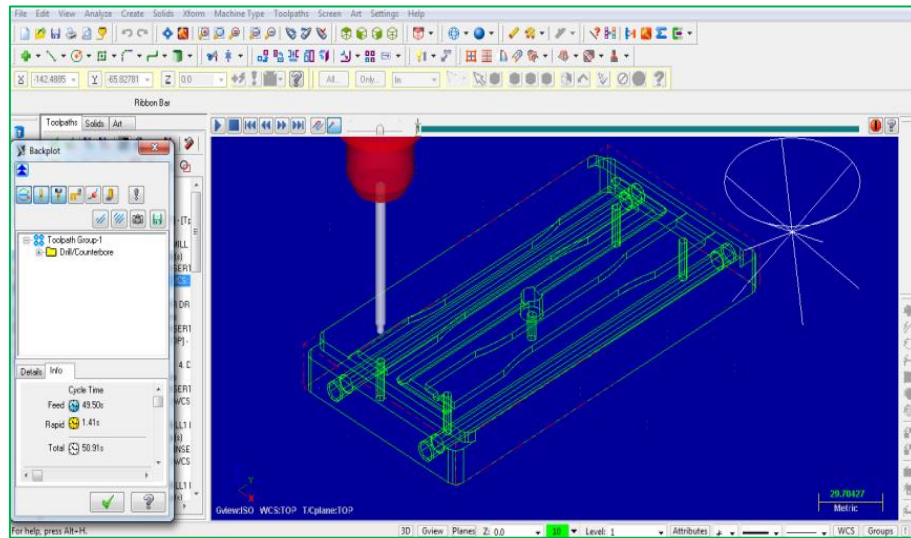 File Edit View Analyze Create Solids Xform Machine Type Toolpaths Screen Art Settings Help
X -142.4885 Y -65.82781 Z 0.0 All... Only... In
Ribbon Bar
Toolpaths Solids Art
Backplot
Toolpath Group-1
Drill/Counterbore
Details Info
Cycle Time
Feed 49.50s
Rapid 1.41s
Total 50.91s
Gview:ISO WCS:TOP T/Cplane:TOP
29.70427
Metric
For help, press Alt+H.
3D Gview Planes Z: 0.0 10 Level: 1 Attributes WCS Groups